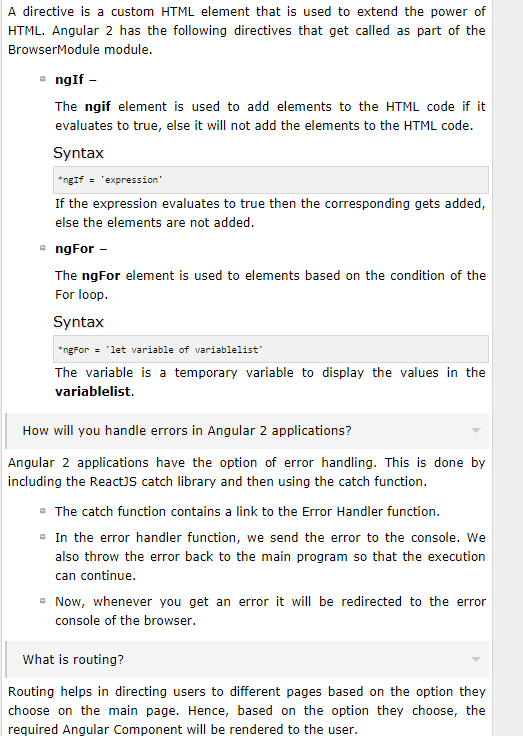 A directive is a custom HTML element that is used to extend the power of
HTML. Angular 2 has the following directives that get called as part of the
BrowserModule module.
ngIf –
The ngif element is used to add elements to the HTML code if it
evaluates to true, else it will not add the elements to the HTML code.
Syntax
*ngIf = 'expression'
If the expression evaluates to true then the corresponding gets added,
else the elements are not added.
ngFor –
The ngFor element is used to elements based on the condition of the
For loop.
Syntax
*ngFor = 'let variable of variablelist'
The variable is a temporary variable to display the values in the
variablelist.
How will you handle errors in Angular 2 applications?
Angular 2 applications have the option of error handling. This is done by
including the ReactJS catch library and then using the catch function.
The catch function contains a link to the Error Handler function.
In the error handler function, we send the error to the console. We
also throw the error back to the main program so that the execution
can continue.
Now, whenever you get an error it will be redirected to the error
console of the browser.
What is routing?
Routing helps in directing users to different pages based on the option they
choose on the main page. Hence, based on the option they choose, the
required Angular Component will be rendered to the user.